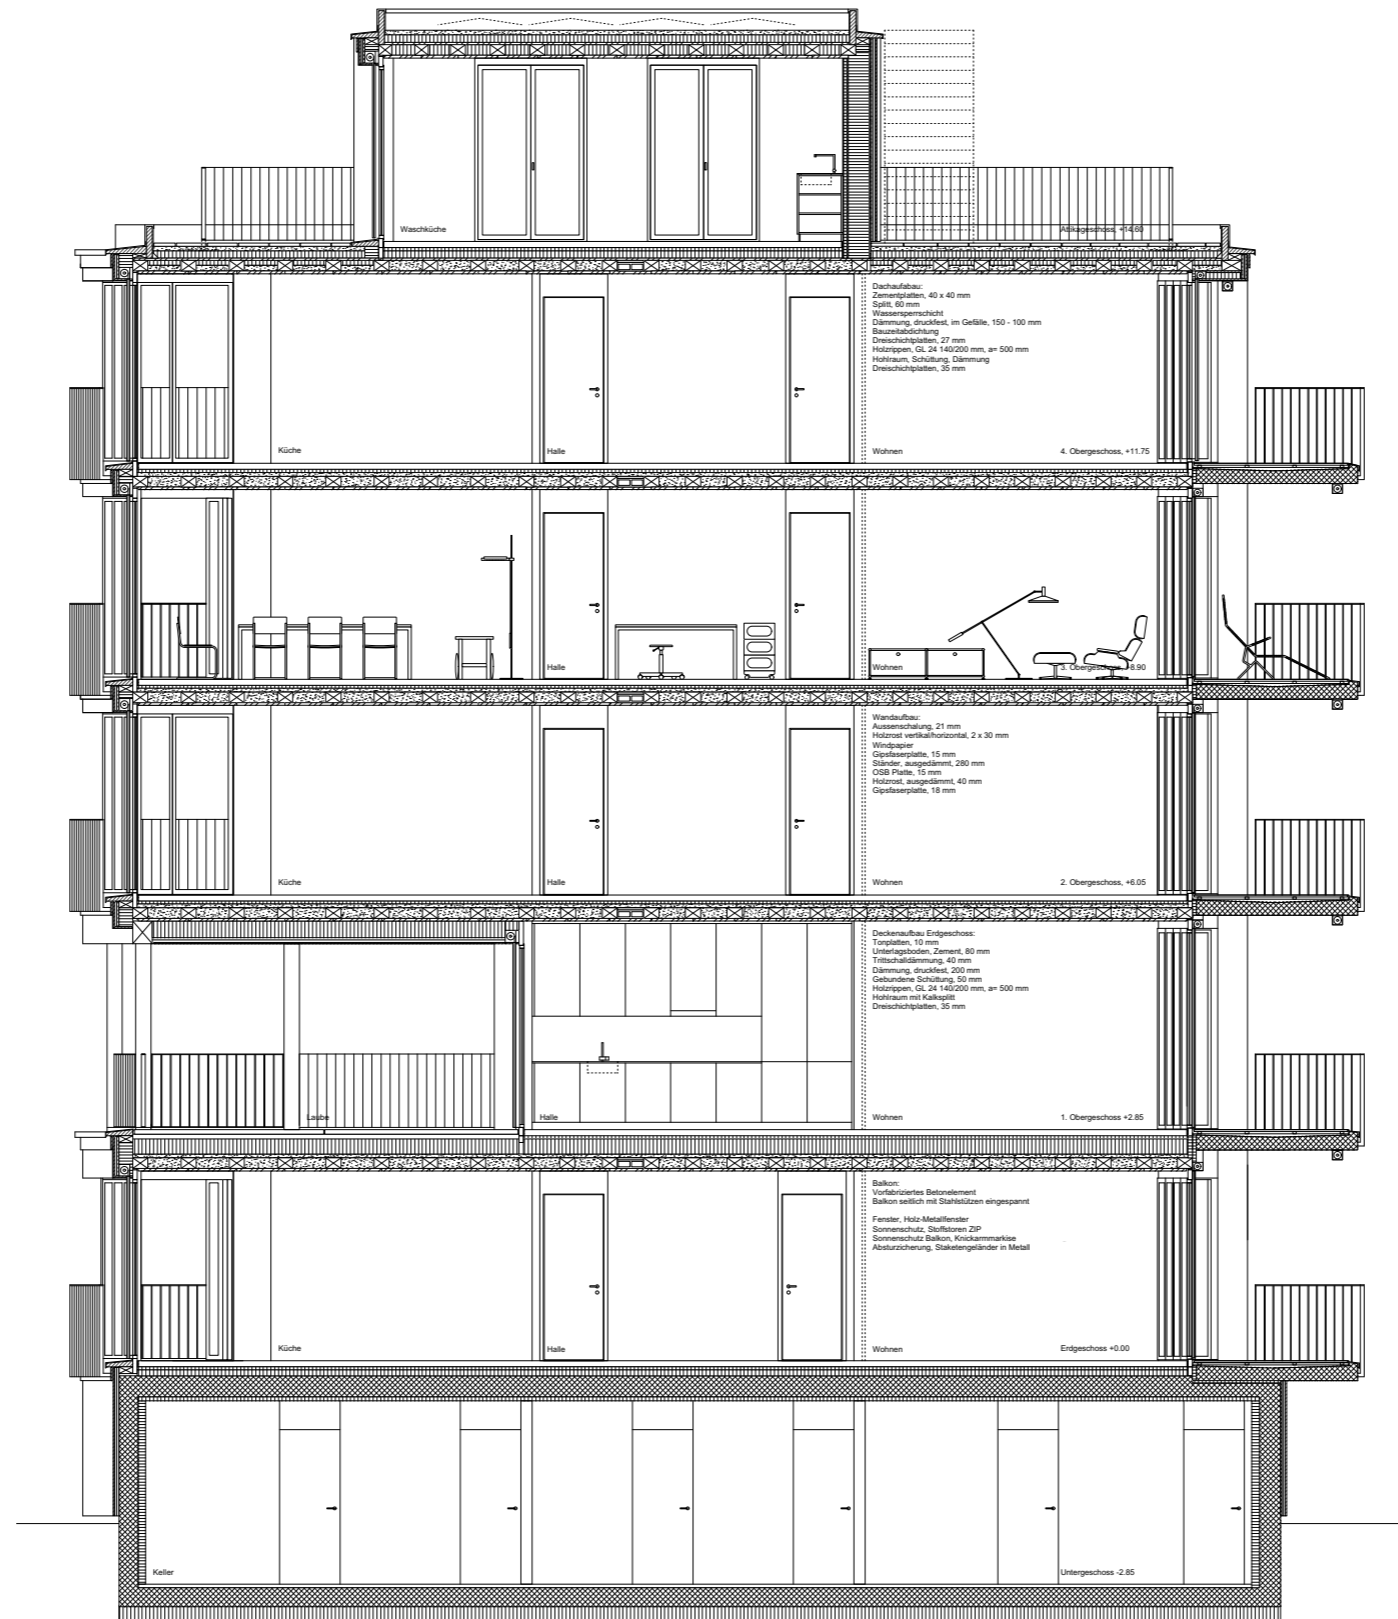 Waschküche
Attikageschoss, +14.60
Dachaufabau:
Zementplatten, 40 x 40 mm
Splitt, 60 mm
Wassersperrschicht
Dämmung, druckfest, im Gefälle, 150 - 100 mm
Bauzeitabdichtung
Dreischichtplatten, 27 mm
Holzrippen, GL 24 140/200 mm, a= 500 mm
Hohlraum, Schüttung, Dämmung
Dreischichtplatten, 35 mm
Küche
Halle
Wohnen
4. Obergeschoss, +11.75
Halle
Wohnen
3. Obergeschoss, +8.90
Wandaufbau:
Aussenschalung, 21 mm
Holzrost vertikal/horizontal, 2 x 30 mm
Windpapier
Gipsfaserplatte, 15 mm
Ständer, ausgedämmt, 280 mm
OSB Platte, 15 mm
Holzrost, ausgedämmt, 40 mm
Gipsfaserplatte, 18 mm
Küche
Halle
Wohnen
2. Obergeschoss, +6.05
Deckenaufbau Erdgeschoss:
Tonplatten, 10 mm
Unterlagsboden, Zement, 80 mm
Trittschalldämmung, 40 mm
Dämmung, druckfest, 200 mm
Gebundene Schüttung, 50 mm
Holzrippen, GL 24 140/200 mm, a= 500 mm
Hohlraum mit Kalksplitt
Dreischichtplatten, 35 mm
Laube
Halle
Wohnen
1. Obergeschoss +2.85
Balkon:
Vorfabriziertes Betonelement
Balkon seitlich mit Stahlstützen eingespannt
Fenster, Holz-Metallfenster
Sonnenschutz, Stoffstoren ZIP
Sonnenschutz Balkon, Knickarmmarkise
Absturzicherung, Staketengeländer in Metall
Küche
Halle
Wohnen
Erdgeschoss +0.00
Keller
Untergeschoss -2.85